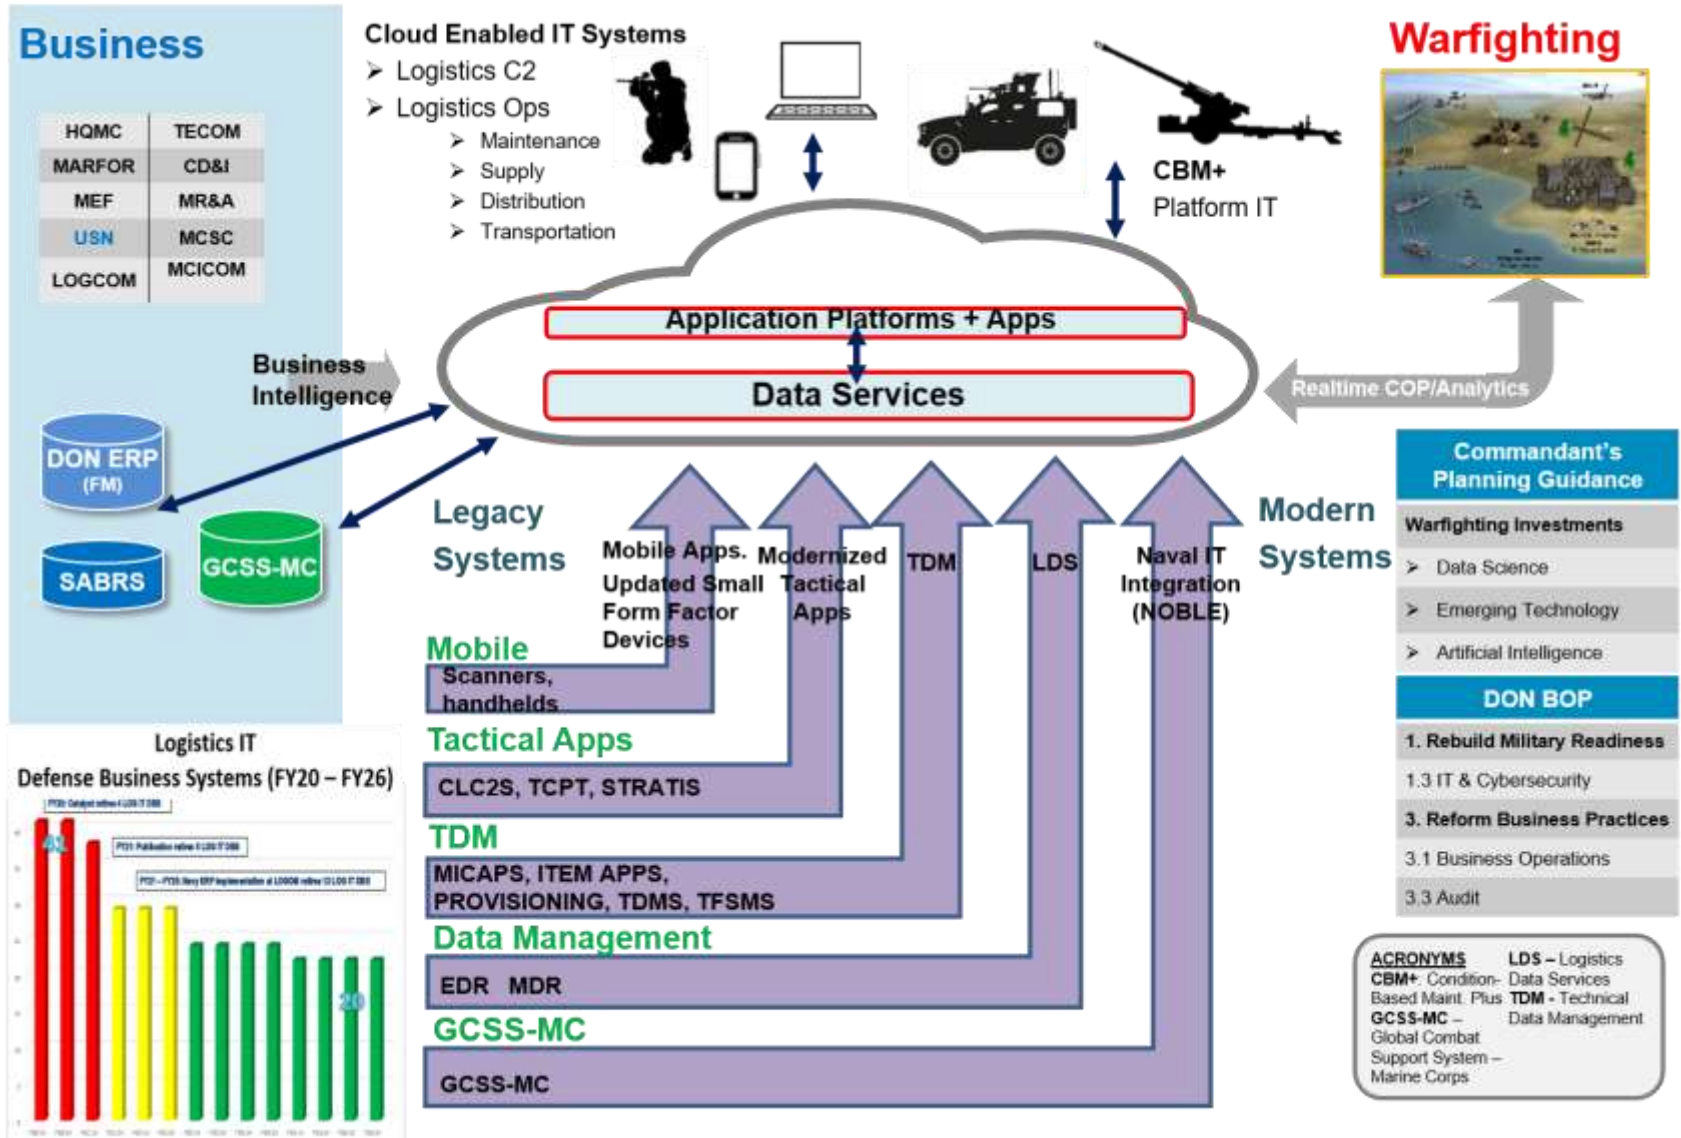 Business
HQMC TECOM
MARFOR CD&I
MEF MR&A
USN MCSC
LOGCOM MCICOM
Cloud Enabled IT Systems
➢ Logistics C2
➢ Logistics Ops
➢ Maintenance
➢ Supply
➢ Distribution
➢ Transportation
CBM+
Platform IT
Warfighting
Application Platforms + Apps
Data Services
Business
Intelligence
Realtime COP/Analytics
DON ERP
(FM)
SABRS
GCSS-MC
Legacy
Systems
Mobile Apps.
Updated Small
Form Factor
Devices
Modernized
Tactical
Apps
TDM
LDS
Naval IT
Integration
(NOBLE)
Modern
Systems
Mobile
Scanners,
handhelds
Tactical Apps
CLC2S, TCPT, STRATIS
TDM
MICAPS, ITEM APPS,
PROVISIONING, TDMS, TFSMS
Data Management
EDR MDR
GCSS-MC
GCSS-MC
Commandant's
Planning Guidance
Warfighting Investments
➢ Data Science
➢ Emerging Technology
➢ Artificial Intelligence
DON BOP
1. Rebuild Military Readiness
1.3 IT & Cybersecurity
3. Reform Business Practices
3.1 Business Operations
3.3 Audit
ACRONYMS
CBM+: Condition-
Based Maint. Plus
GCSS-MC –
Global Combat
Support System –
Marine Corps
LDS – Logistics
Data Services
TDM - Technical
Data Management
Logistics IT
Defense Business Systems (FY20 – FY26)
41
20